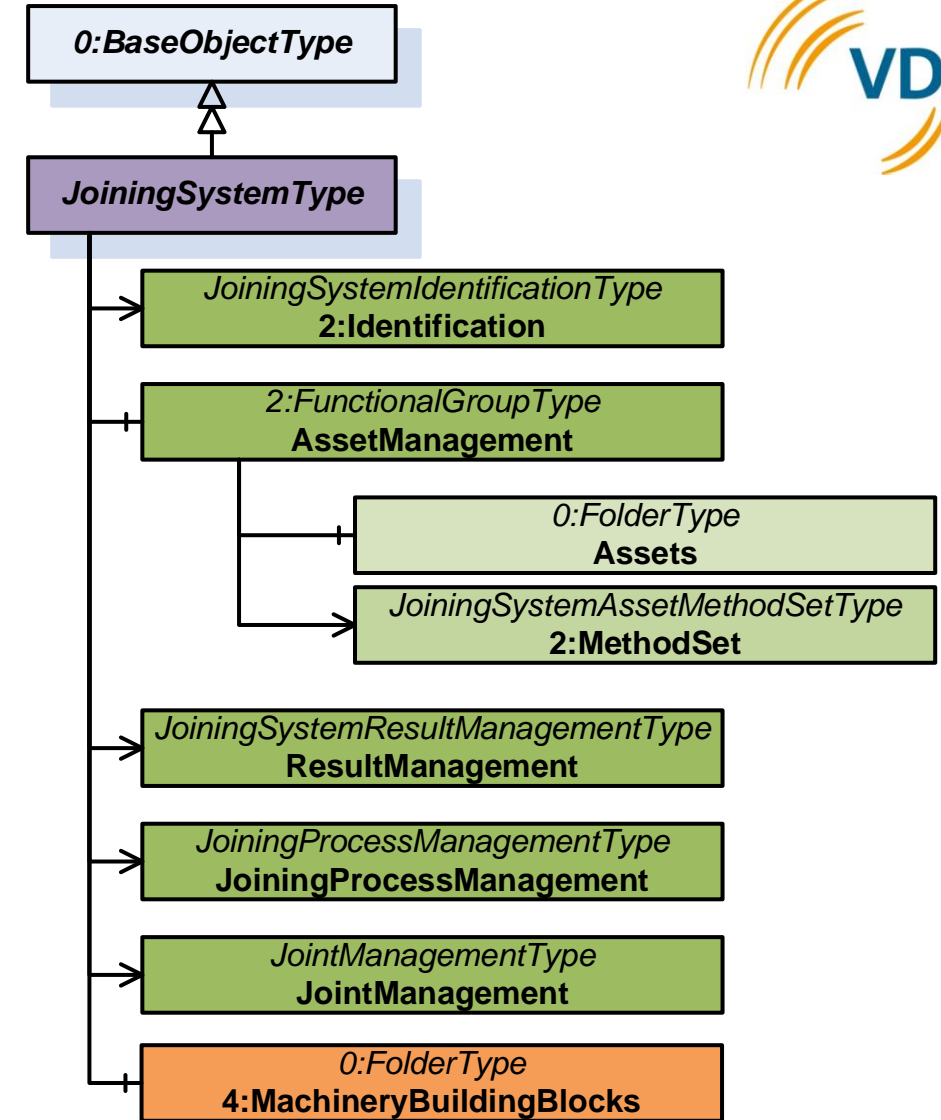 0:BaseObjectType
VD
JoiningSystemType
JoiningSystemIdentificationType
2:Identification
2:FunctionalGroupType
AssetManagement
0:FolderType
Assets
JoiningSystemAssetMethodSetType
2:MethodSet
JoiningSystemResultManagementType
ResultManagement
JoiningProcessManagementType
JoiningProcessManagement
JointManagementType
JointManagement
0:FolderType
4:MachineryBuildingBlocks